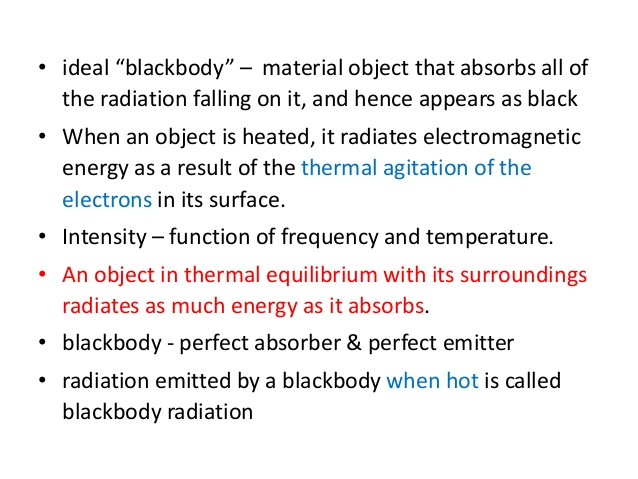 • ideal “blackbody” – material object that absorbs all of
the radiation falling on it, and hence appears as black
• When an object is heated, it radiates electromagnetic
energy as a result of the thermal agitation of the
electrons in its surface.
• Intensity – function of frequency and temperature.
• An object in thermal equilibrium with its surroundings
radiates as much energy as it absorbs.
• blackbody - perfect absorber & perfect emitter
• radiation emitted by a blackbody when hot is called
blackbody radiation